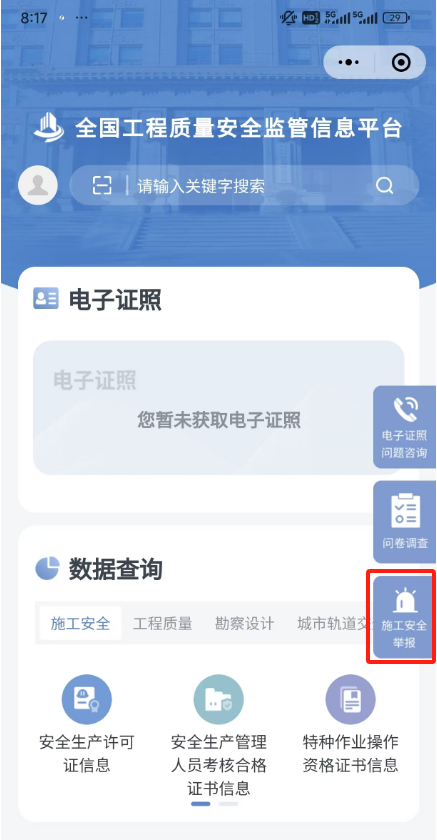 8:17
HD 5G 5G 29
全国工程质量安全监管信息平台
请输入关键字搜索
电子证照
电子证照
您暂未获取电子证照
电子证照
问题咨询
问卷调查
数据查询
施工安全 工程质量 勘察设计 城市轨道交
施工安全
举报
安全生产许可
证信息
安全生产管理
人员考核合格
证书信息
特种作业操作
资格证书信息